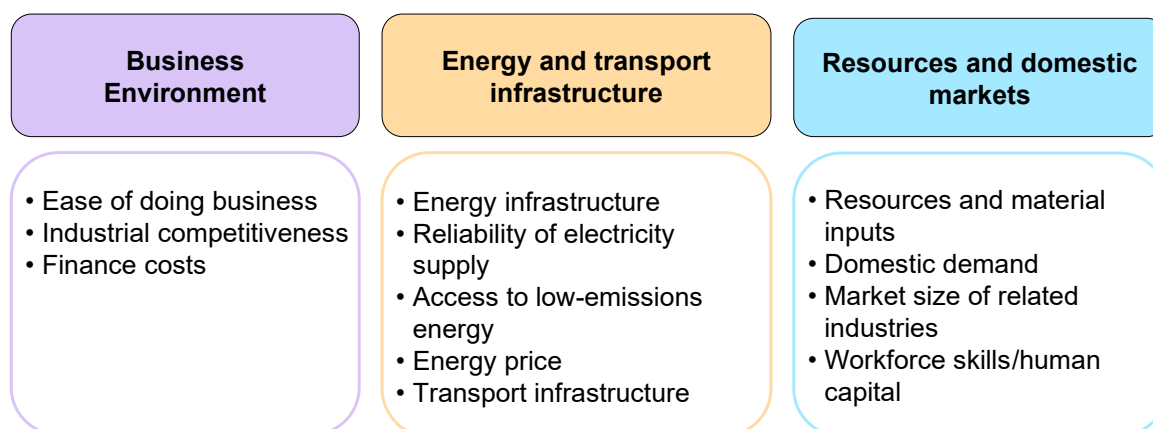 Business
Environment
• Ease of doing business
• Industrial competitiveness
• Finance costs
Energy and transport
infrastructure
• Energy infrastructure
• Reliability of electricity
supply
• Access to low-emissions
energy
• Energy price
• Transport infrastructure
Resources and domestic
markets
• Resources and material
inputs
• Domestic demand
• Market size of related
industries
• Workforce skills/human
capital